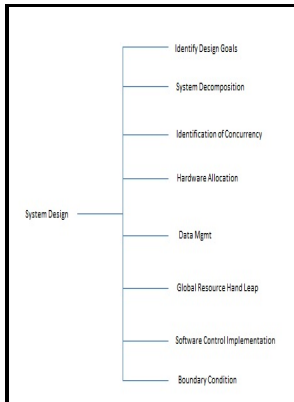 Identify Design Goals
System Decomposition
Identification of Concurrency
Hardware Allocation
System Design
Data Mgmt
Global Resource Hand Leap
Software Control Implementation
Boundary Condition